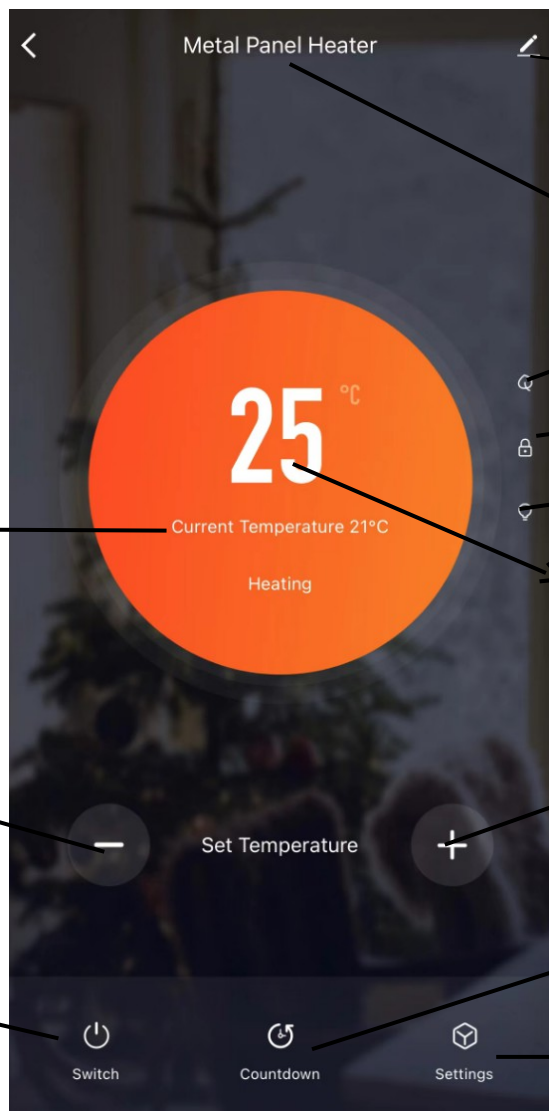 Metal Panel Heater
25 °C
Current Temperature 21°C
Heating
Set Temperature
Switch
Countdown
Settings